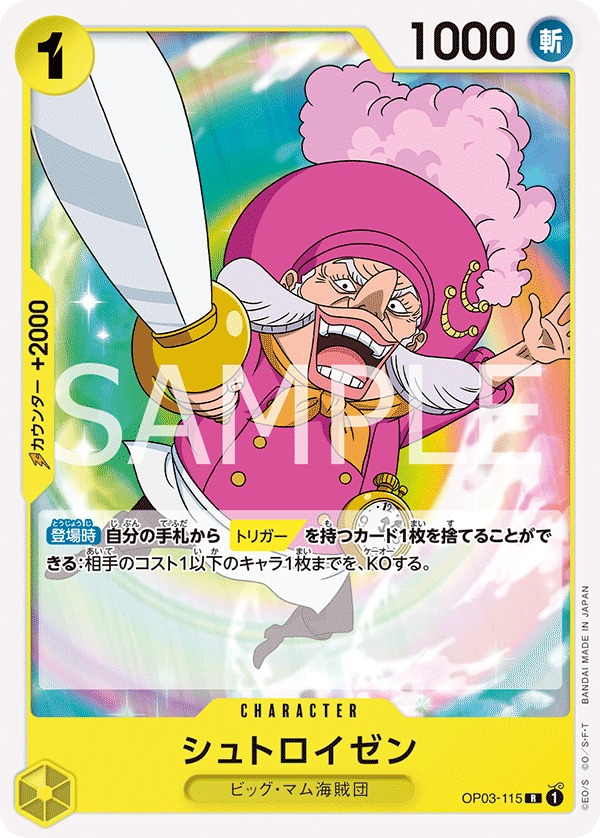 1
1000
斬
カウンター +2000
SAMPLE
登場時 自分の手札から トリガー を持つカード1枚を捨てることがで
きる:相手のコスト1以下のキャラ1枚までを、KOする。
CHARACTER
シュトロイゼン
ビッグ・マム海賊団
OP03-115 R 1
©E.O/S ©O/S・F・T BANDAI MADE IN JAPAN